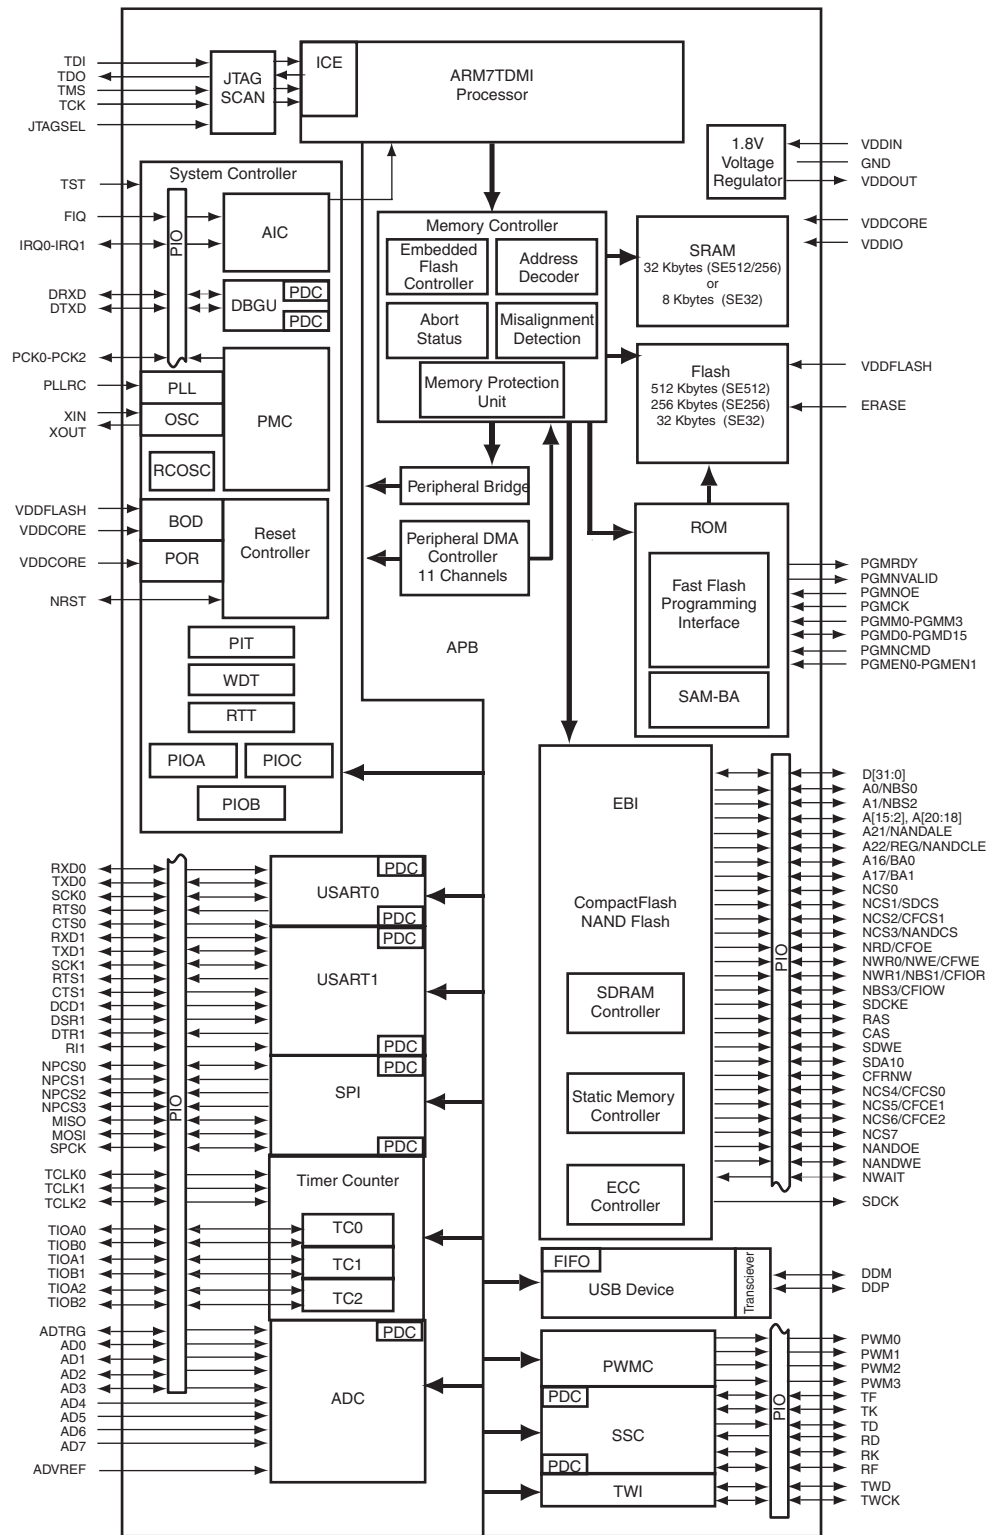 TDI
TDO
TMS
TCK
JTAGSEL
JTAG
SCAN
ICE
ARM7TDMI
Processor
1.8V
Voltage
Regulator
VDDIN
GND
VDDOUT
VDDCORE
VDDIO
System Controller
TST
FIQ
IRQ0-IRQ1
PIO
AIC
DRXD
DTXD
DBGU
PDC
PDC
PCK0-PCK2
PLLRC
PLL
XIN
XOUT
OSC
PMC
RCOSC
VDDFLASH
VDDCORE
BOD
VDDCORE
POR
Reset
Controller
NRST
PIT
WDT
RTT
PIOA
PIOC
PIOB
Memory Controller
Embedded
Flash
Controller
Address
Decoder
Abort
Status
Misalignment
Detection
Memory Protection
Unit
Peripheral Bridge
Peripheral DMA
Controller
11 Channels
APB
SRAM
32 Kbytes (SE512/256)
or
8 Kbytes (SE32)
Flash
512 Kbytes (SE512)
256 Kbytes (SE256)
32 Kbytes (SE32)
VDDFLASH
ERASE
ROM
Fast Flash
Programming
Interface
SAM-BA
PGMRDY
PGMNVALID
PGMNOE
PGMCK
PGMM0-PGMM3
PGMD0-PGMD15
PGMNCMD
PGMEN0-PGMEN1
EBI
CompactFlash
NAND Flash
SDRAM
Controller
Static Memory
Controller
ECC
Controller
PIO
D[31:0]
A0/NBS0
A1/NBS2
A[15:2], A[20:18]
A21/NANDALE
A22/REG/NANDCLE
A16/BA0
A17/BA1
NCS0
NCS1/SDCS
NCS2/CFCS1
NCS3/NANDCS
NRD/CFOE
NWR0/NWE/CFWE
NWR1/NBS1/CFIOR
NBS3/CFIOW
SDCKE
RAS
CAS
SDWE
SDA10
CFRNW
NCS4/CFCS0
NCS5/CFCE1
NCS6/CFCE2
NCS7
NANDOE
NANDWE
NWAIT
SDCK
RXD0
TXD0
SCK0
RTS0
CTS0
RXD1
TXD1
SCK1
RTS1
CTS1
DCD1
DSR1
DTR1
RI1
NPCS0
NPCS1
NPCS2
NPCS3
MISO
MOSI
SPCK
TCLK0
TCLK1
TCLK2
TIOA0
TIOB0
TIOA1
TIOB1
TIOA2
TIOB2
ADTRG
AD0
AD1
AD2
AD3
AD4
AD5
AD6
AD7
ADVREF
PIO
PDC
USART0
PDC
PDC
USART1
PDC
PDC
SPI
PDC
Timer Counter
TC0
TC1
TC2
PDC
ADC
FIFO
USB Device
Transciever
DDM
DDP
PWMC
PDC
SSC
PDC
TWI
PIO
PWM0
PWM1
PWM2
PWM3
TF
TK
TD
RD
RK
RF
TWD
TWCK